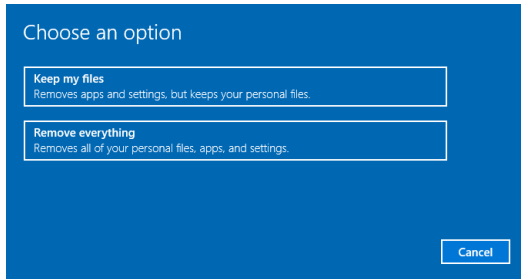 Choose an option
Keep my files
Removes apps and settings, but keeps your personal files.
Remove everything
Removes all of your personal files, apps, and settings.
Cancel